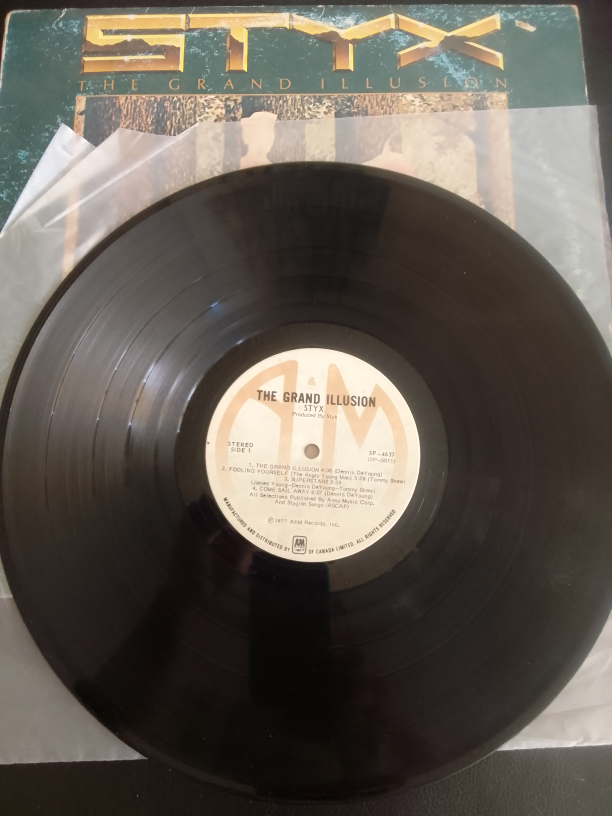 STYX
THE GRAND ILLUSION
&
A M
THE GRAND ILLUSION
STYX
Produced By Styx
STEREO
SIDE 1
SP-4637
(SP-5011)
1. THE GRAND ILLUSION 4:36 (Dennis DeYoung)
2. FOOLING YOURSELF (The Angry Young Man) 5:29 (Tommy Shaw)
3. SUPERSTARS 3:59
(James Young-Dennis DeYoung-Tommy Shaw)
4. COME SAIL AWAY 6:07 (Dennis DeYoung)
All Selections Published By Almo Music Corp.
And Stygian Songs (ASCAP)
℗1977 A&M Records, Inc.
MANUFACTURED AND DISTRIBUTED BY A&M OF CANADA LIMITED. ALL RIGHTS RESERVED